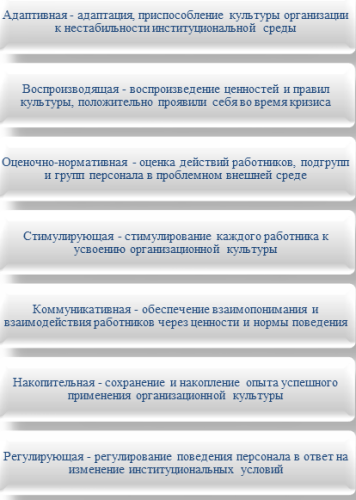 Адаптивная - адаптация, приспособление культуры организации
к нестабильности институциональной среды
Воспроизводящая - воспроизведение ценностей и правил
культуры, положительно проявили себя во время кризиса
Оценочно-нормативная - оценка действий работников, подгрупп
и групп персонала в проблемном внешней среде
Стимулирующая - стимулирование каждого работника к
усвоению организационной культуры
Коммуникативная - обеспечение взаимопонимания и
взаимодействия работников через ценности и нормы поведения
Накопительная - сохранение и накопление опыта успешного
применения организационной культуры
Регулирующая - регулирование поведения персонала в ответ на
изменение институциональных условий